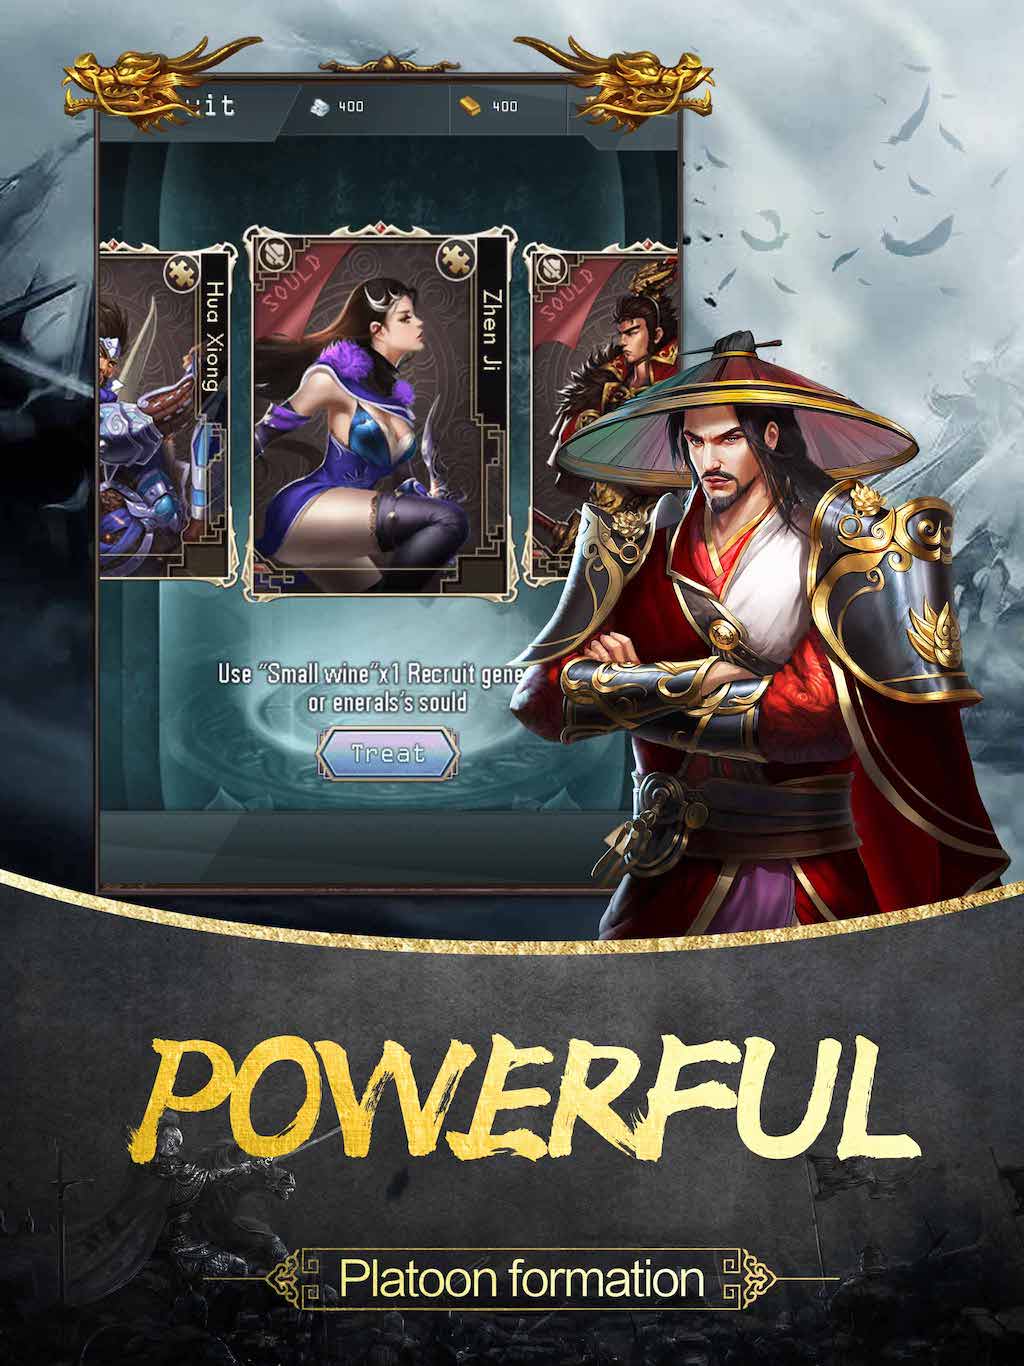 uit
400
400
SOULD
SOULD
Hua Xiong
Zhen Ji
Use "Small wine"x1 Recruit gene
or enerals's sould
Treat
POWERFUL
Platoon formation